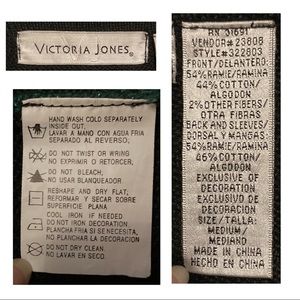 VICTORIA JONES®
HAND WASH COLD SEPARATELY
INSIDE OUT.
LAVAR A MANO CON AGUA FRIA
SEPARADO AL REVERSO.
DO NOT TWIST OR WRING
NO EXPRIMIR O RETORCER.
DO NOT BLEACH.
NO USAR BLANQUEADOR
RESHAPE AND DRY FLAT.
REFORMAR Y SECAR SOBRE
SUPERFICIE PLANA
COOL IRON IF NEEDED
DO NOT IRON DECORATION
PLANCHA TIBIA SI ES NECESARIO
NO PLANCHAR DE LA DECORACION
DO NOT DRY CLEAN.
NO LAVAR EN SECO.
RN 31691
VENDOR#23808
STYLE#322803
FRONT/DELANTERO:
54%RAMIE/RAMINA
44%COTTON/
ALGODON
2%OTHER FIBERS/
OTRA FIBRAS
BACK AND SLEEVES/
DORSAL Y MANGAS:
54%RAMIE/RAMINA
46%COTTON/
ALGODON
EXCLUSIVE OF
DECORATION
EXCLUSIVO DE
DECORACION
SIZE/TALLA:
MEDIUM/
MEDIANO
MADE IN CHINA
HECHO EN CHINA